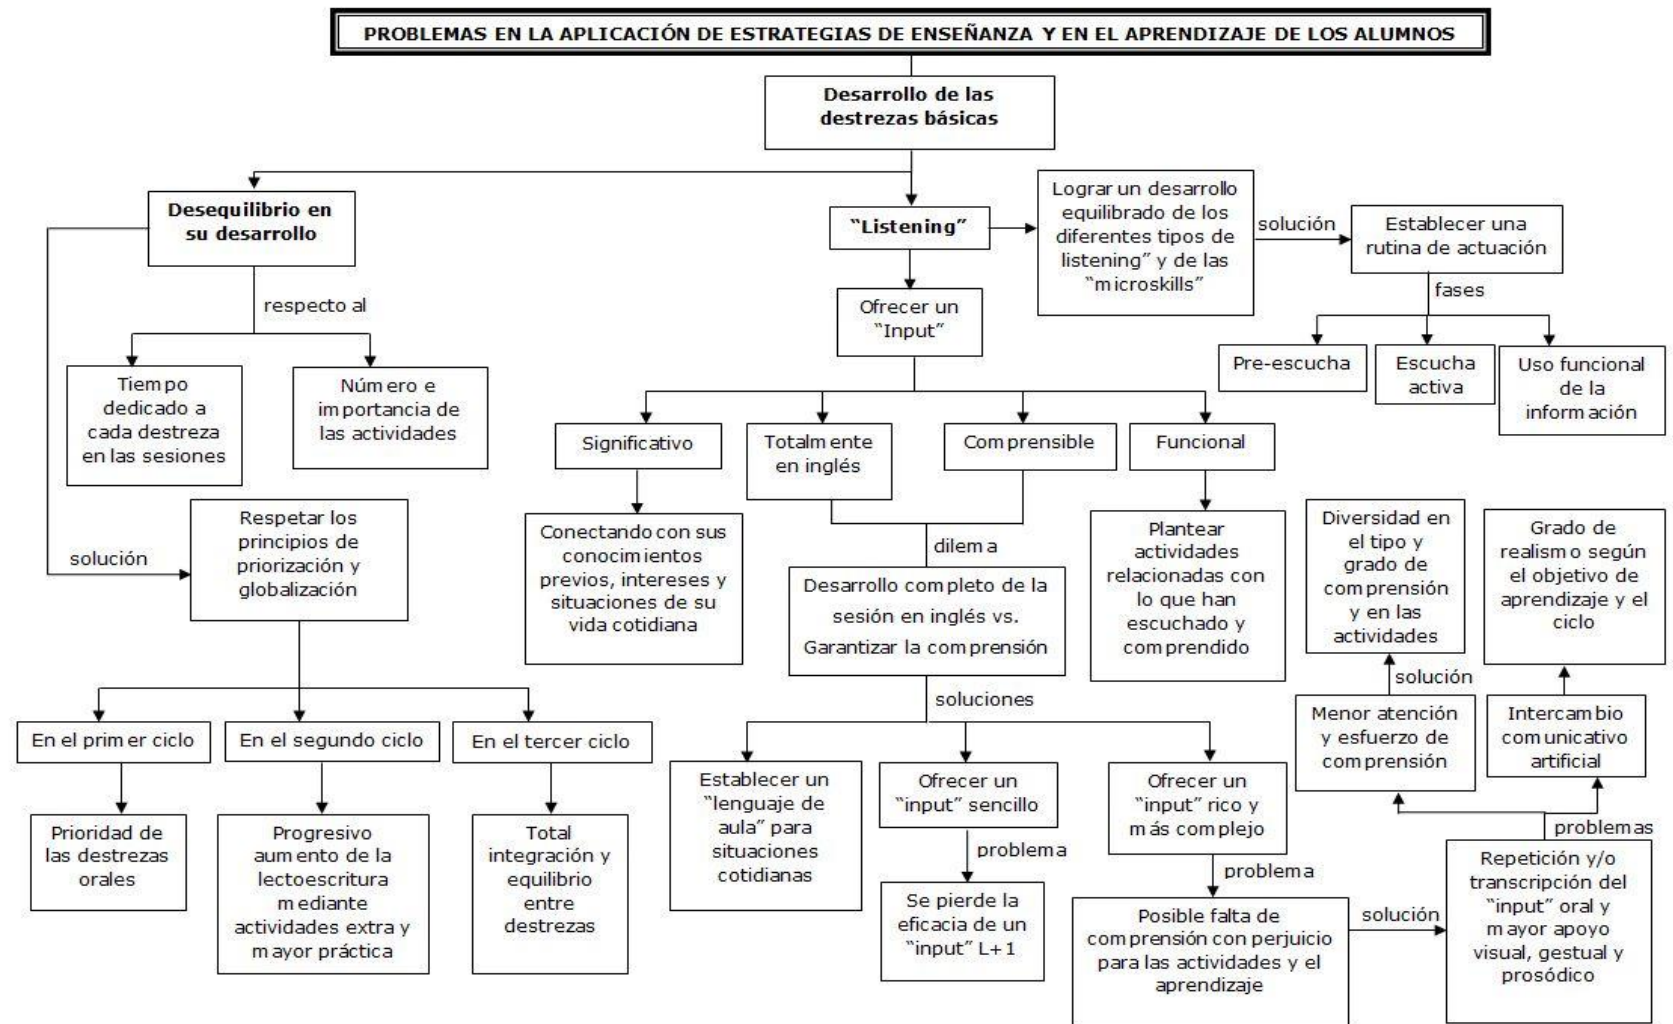 PROBLEMAS EN LA APLICACIÓN DE ESTRATEGIAS DE ENSEÑANZA Y EN EL APRENDIZAJE DE LOS ALUMNOS
Desarrollo de las
destrezas básicas
Desequilibrio en
su desarrollo
respecto al
Tiempo
dedicado a
cada destreza
en las sesiones
Número e
importancia de
las actividades
solución
Respetar los
principios de
priorización y
globalización
En el primer ciclo
En el segundo ciclo
En el tercer ciclo
Prioridad de
las destrezas
orales
Progresivo
aumento de la
lectoescritura
mediante
actividades extra y
mayor práctica
Total
integración y
equilibrio
entre
destrezas
“Listening”
Lograr un desarrollo
equilibrado de los
diferentes tipos de
listening” y de las
“microskills”
solución
Establecer una
rutina de actuación
fases
Pre-escucha
Escucha
activa
Uso funcional
de la
información
Ofrecer un
“Input”
Significativo
Totalmente
en inglés
Comprensible
Funcional
Conectando con sus
conocimientos
previos, intereses y
situaciones de su
vida cotidiana
dilema
Desarrollo completo de la
sesión en inglés vs.
Garantizar la comprensión
Plantear
actividades
relacionadas con
lo que han
escuchado y
comprendido
soluciones
Establecer un
“lenguaje de
aula” para
situaciones
cotidianas
Ofrecer un
“input” sencillo
problema
Se pierde la
eficacia de un
“input” L+1
Ofrecer un
“input” rico y
más complejo
problema
Posible falta de
comprensión con perjuicio
para las actividades y el
aprendizaje
solución
Repetición y/o
transcripción del
“input” oral y
mayor apoyo
visual, gestual y
prosódico
problemas
Menor atención
y esfuerzo de
comprensión
solución
Diversidad en
el tipo y
grado de
comprensión
y en las
actividades
Intercambio
comunicativo
artificial
Grado de
realismo según
el objetivo de
aprendizaje y el
ciclo